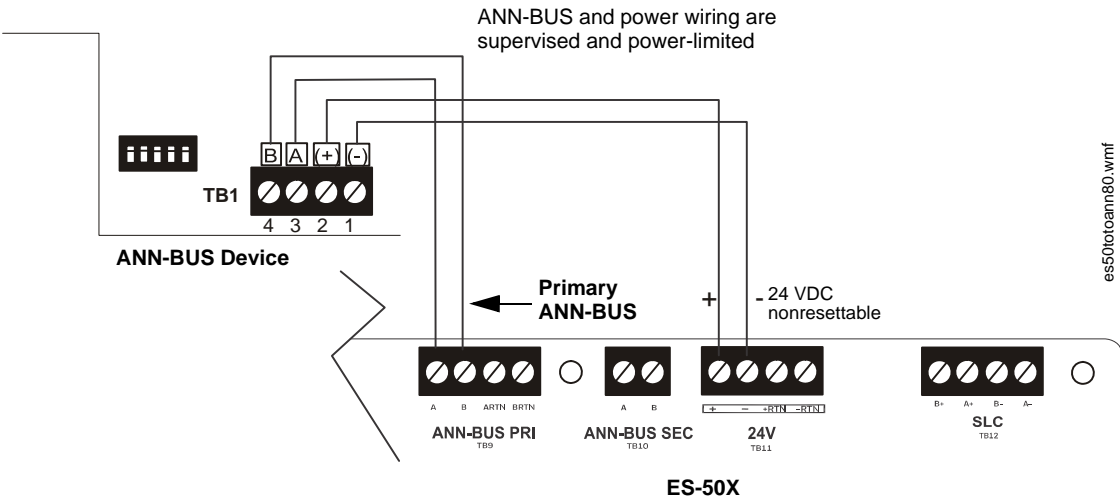 ANN-BUS and power wiring are
supervised and power-limited
B A (+) (-)
TB1
4 3 2 1
ANN-BUS Device
Primary
ANN-BUS
+
- 24 VDC
nonresettable
A B ARTN BRTN
ANN-BUS PRI
TB9
A B
ANN-BUS SEC
TB10
+ – +RTN –RTN
24V
TB11
B+ A+ B– A–
SLC
TB12
ES-50X
es50totoann80.wmf